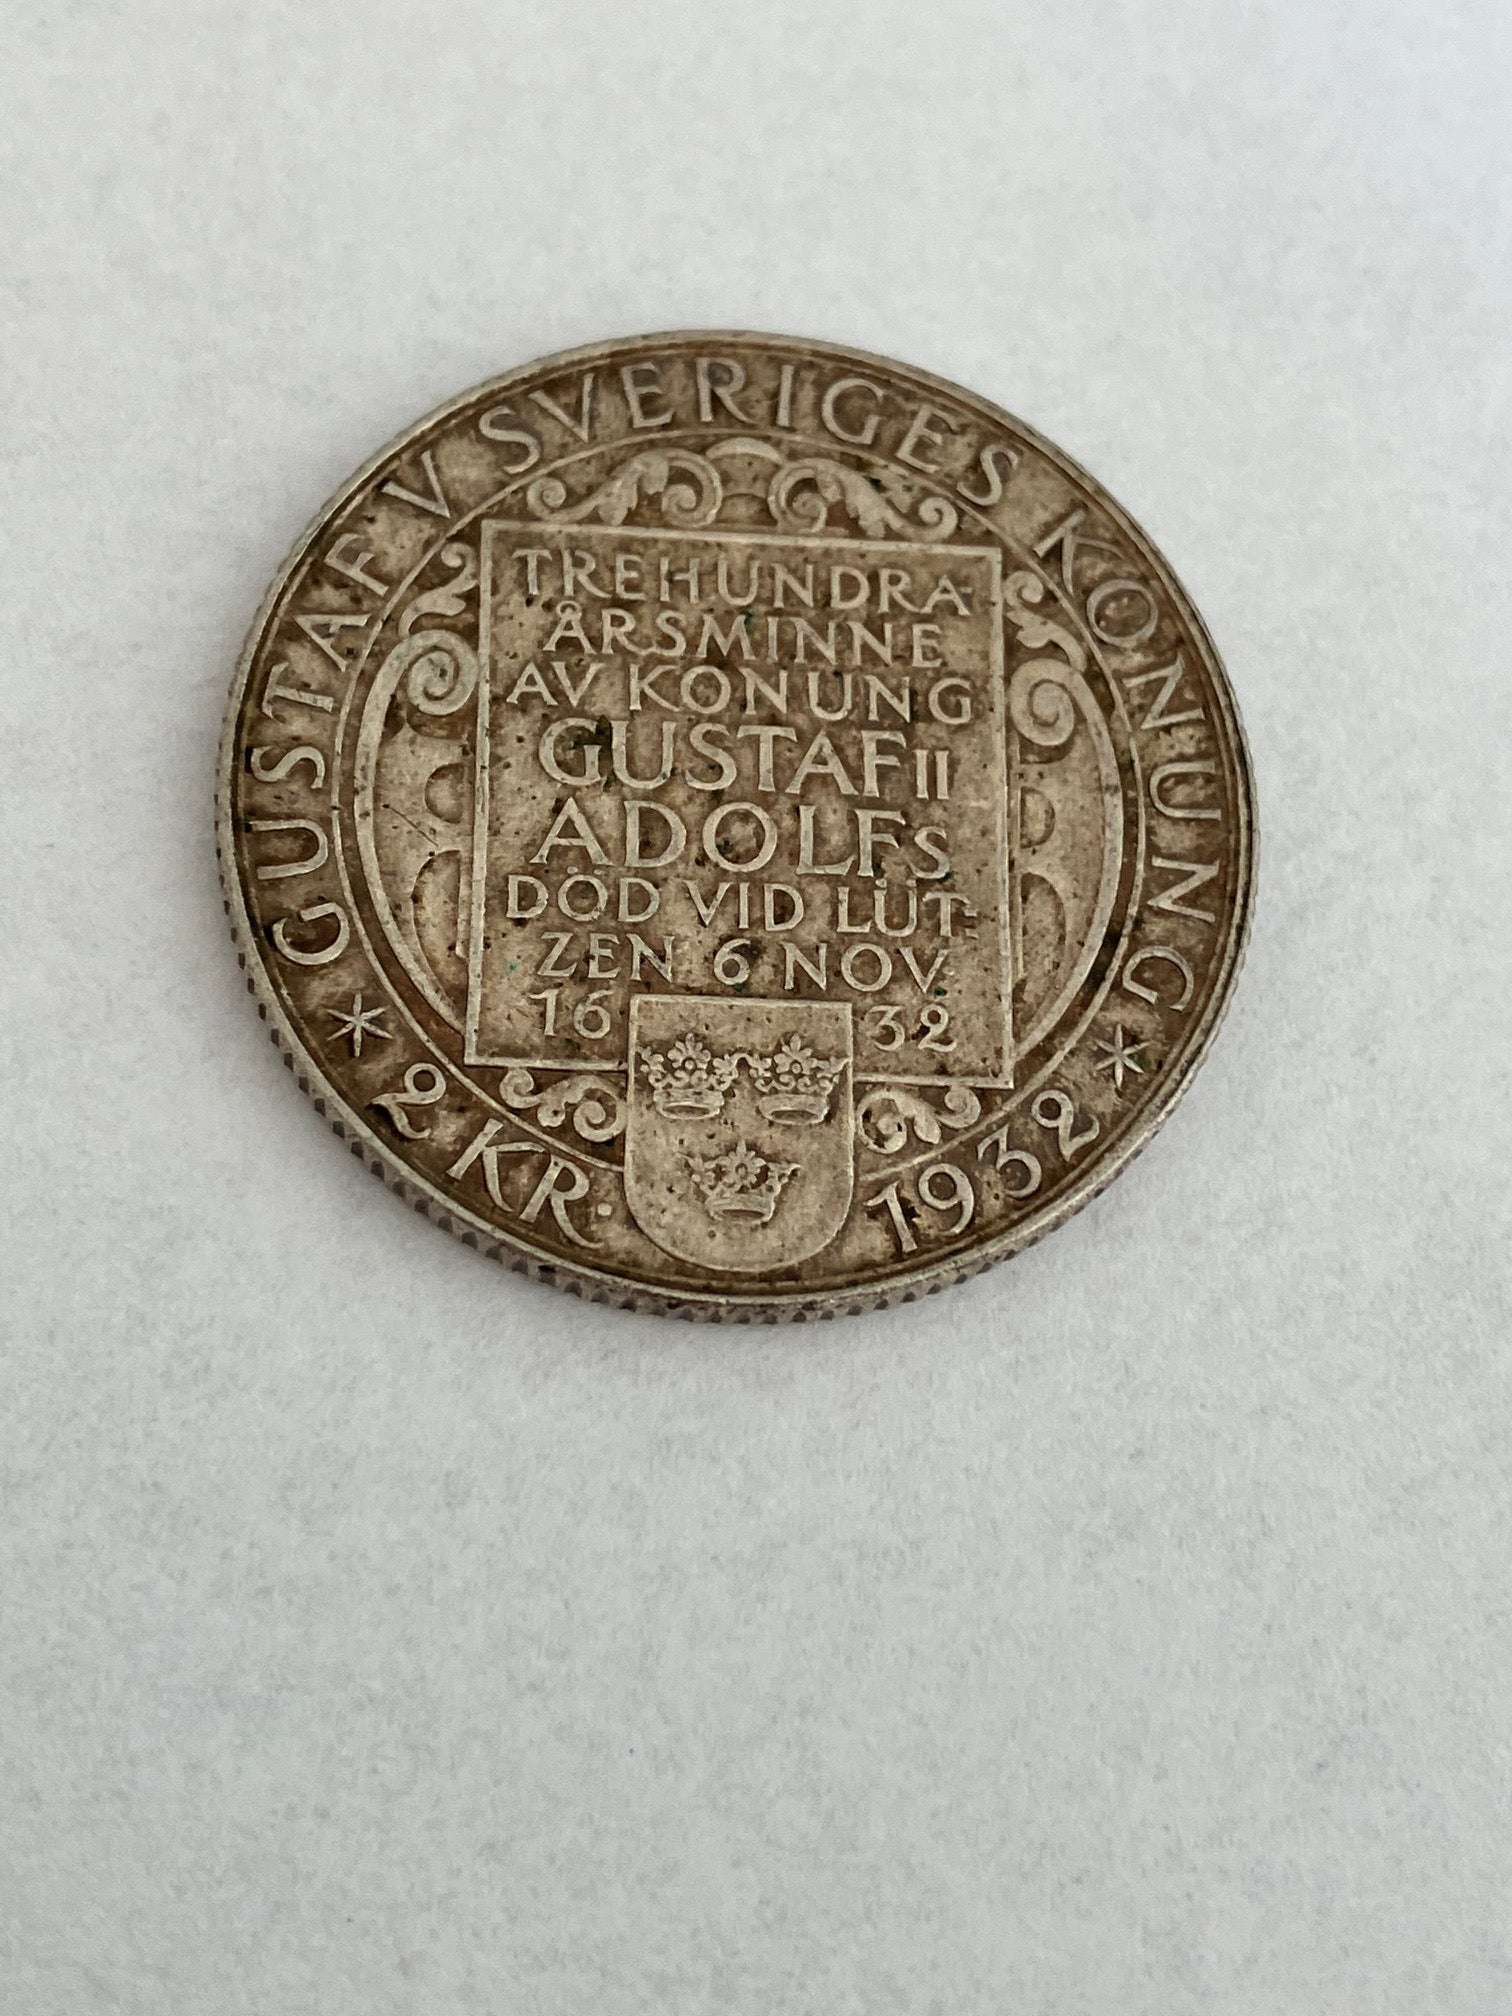 GUSTAF V SVERIGES KONUNG
TREHUNDRA
ÅRSMINNE
AV KONUNG
GUSTAF II
ADOLFS
DÖD VID LÜT-
ZEN 6 NOV.
16 32
2 KR. 1932